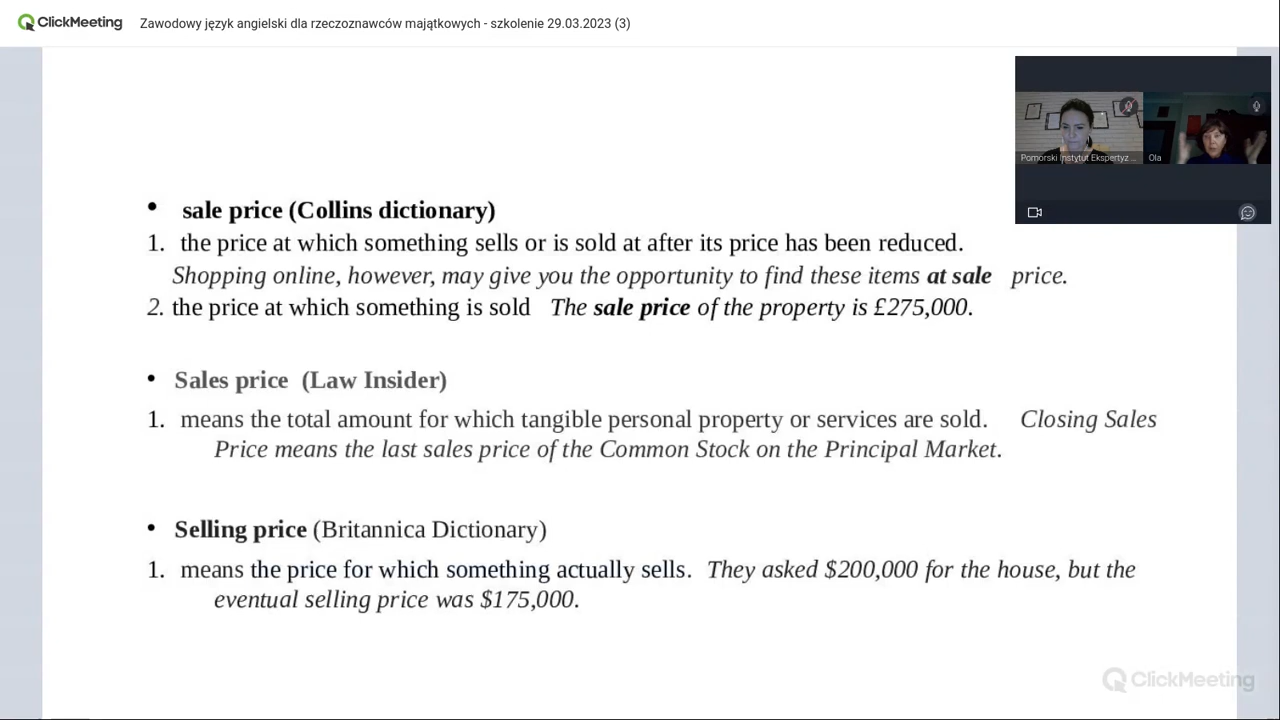 ClickMeeting Zawodowy język angielski dla rzeczoznawców majątkowych - szkolenie 29.03.2023 (3)
Pomorski Instytut Ekspertyz ... Ola
• sale price (Collins dictionary)
1. the price at which something sells or is sold at after its price has been reduced.
Shopping online, however, may give you the opportunity to find these items at sale price.
2. the price at which something is sold The sale price of the property is £275,000.
• Sales price (Law Insider)
1. means the total amount for which tangible personal property or services are sold. Closing Sales
Price means the last sales price of the Common Stock on the Principal Market.
• Selling price (Britannica Dictionary)
1. means the price for which something actually sells. They asked $200,000 for the house, but the
eventual selling price was $175,000.
ClickMeeting